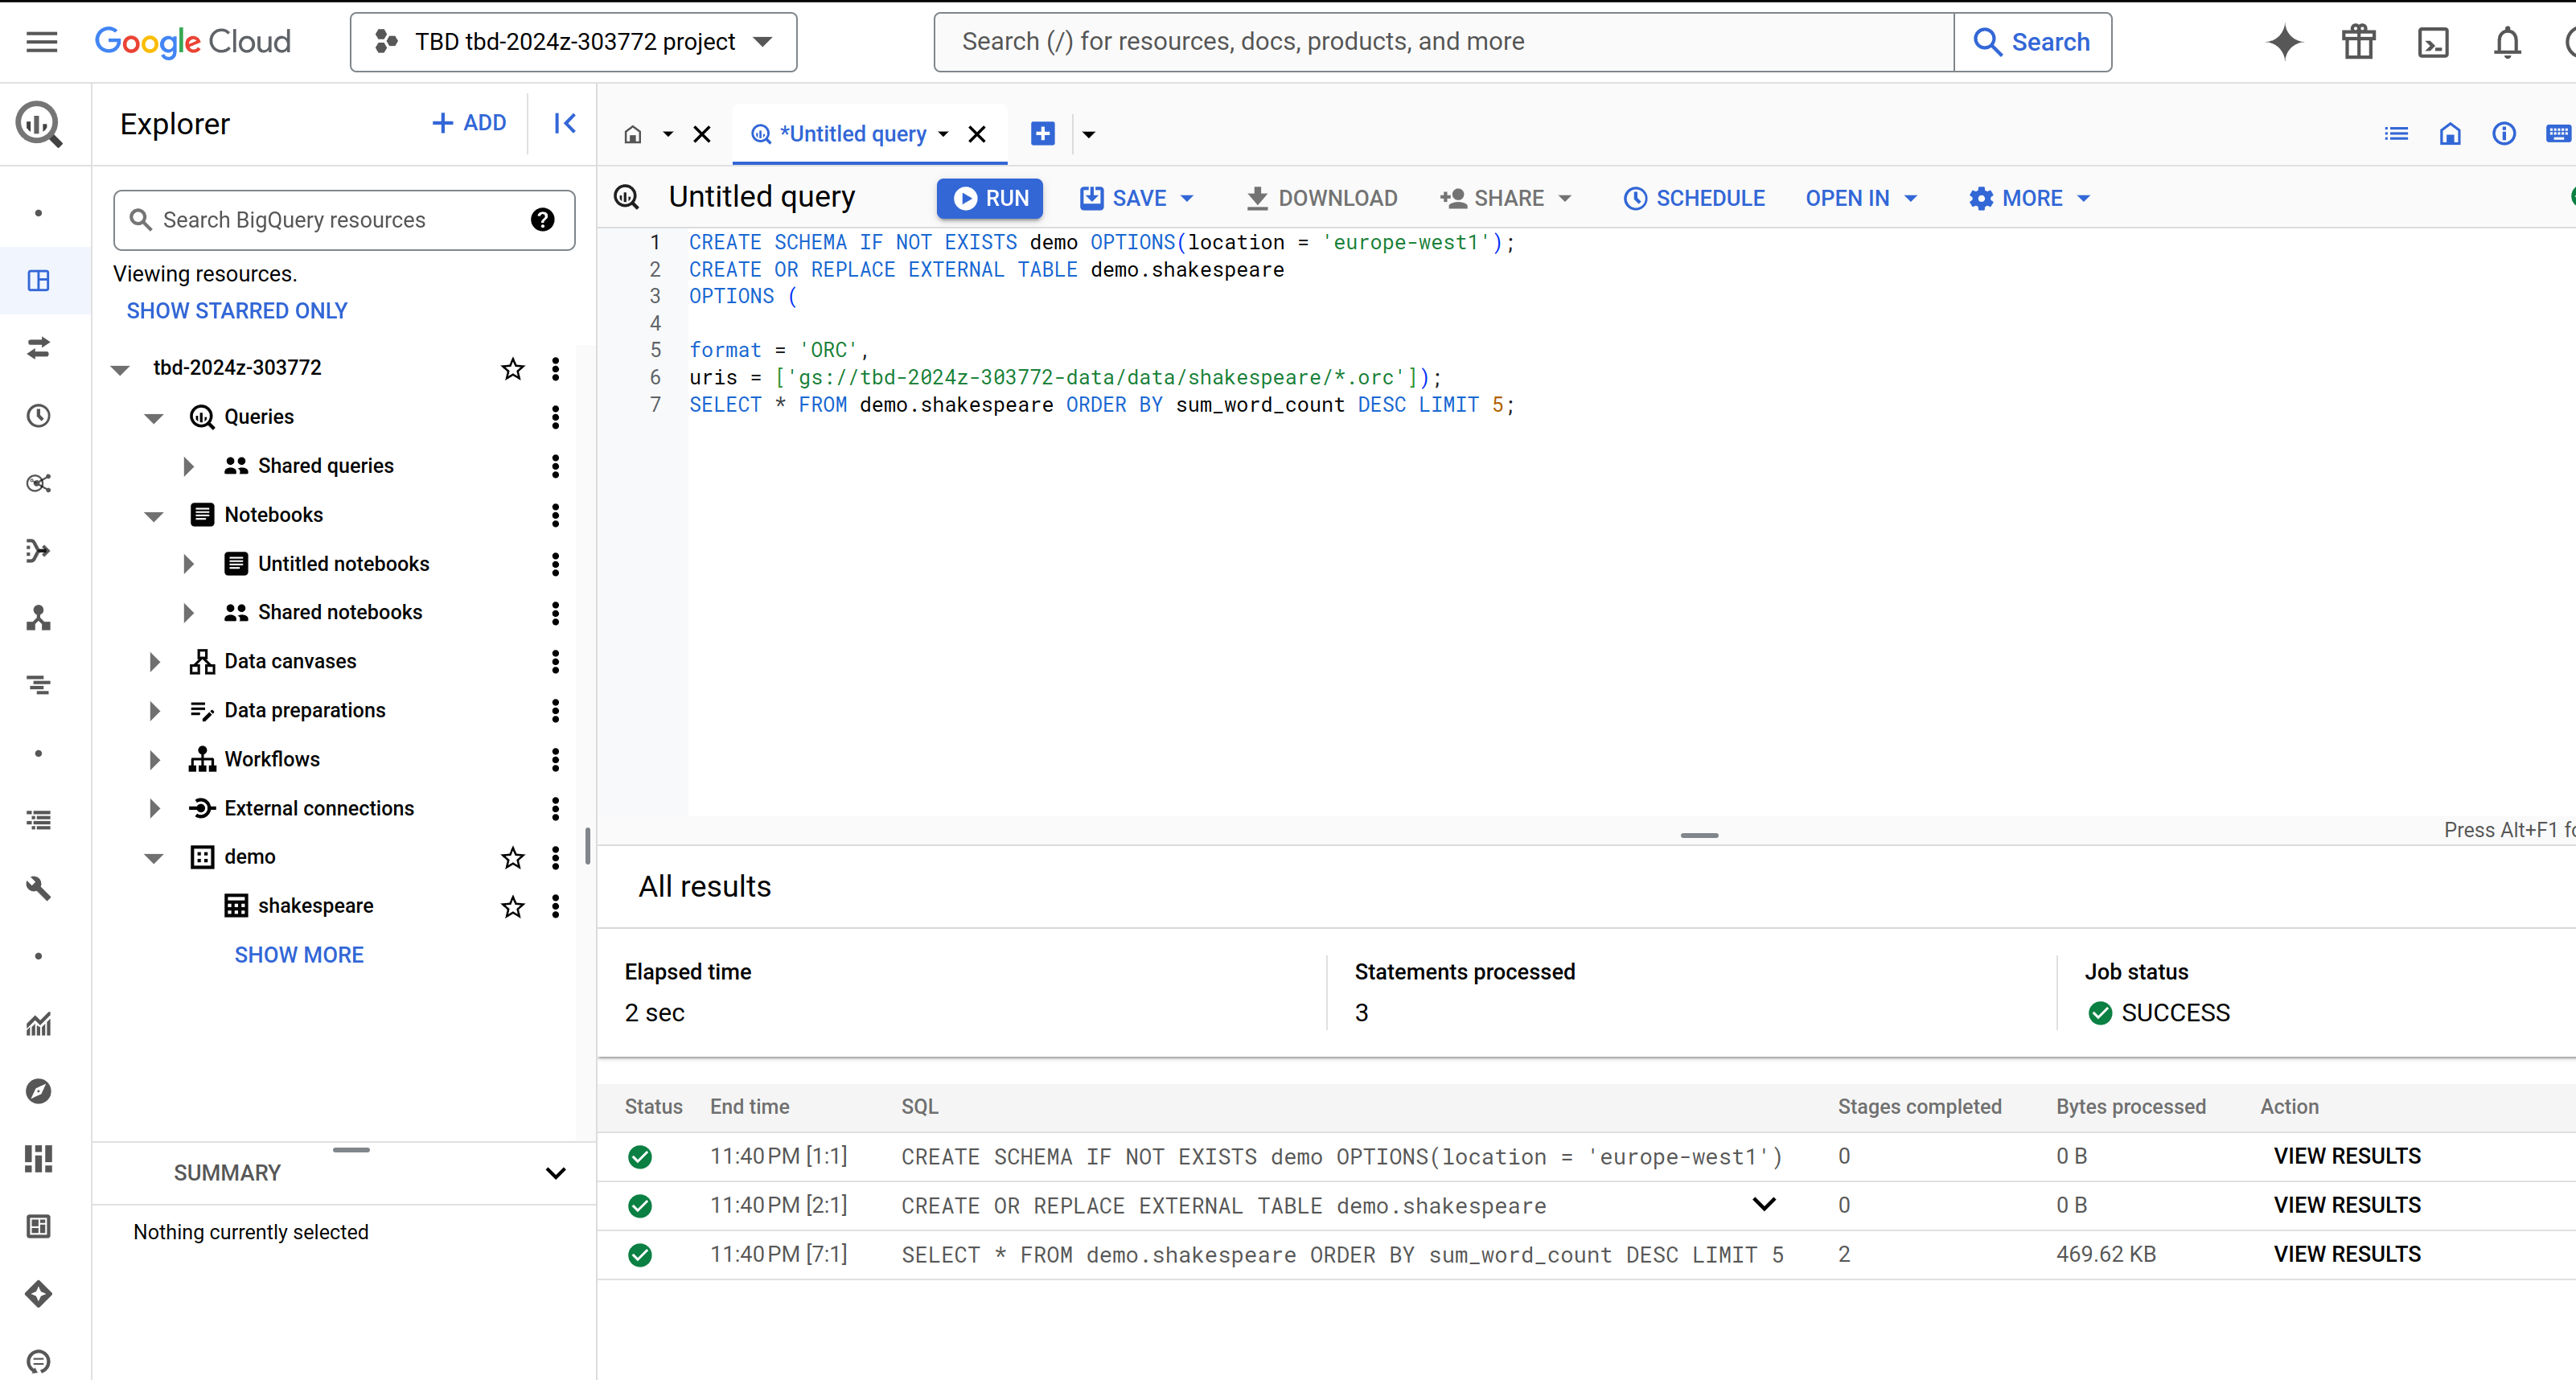 Google Cloud
TBD tbd-2024z-303772 project
Search (/) for resources, docs, products, and more
Search
Explorer
ADD
*Untitled query
Search BigQuery resources
Viewing resources.
SHOW STARRED ONLY
tbd-2024z-303772
Queries
Shared queries
Notebooks
Untitled notebooks
Shared notebooks
Data canvases
Data preparations
Workflows
External connections
demo
shakespeare
SHOW MORE
SUMMARY
Nothing currently selected
Untitled query
RUN
SAVE
DOWNLOAD
SHARE
SCHEDULE
OPEN IN
MORE
1 CREATE SCHEMA IF NOT EXISTS demo OPTIONS(location = 'europe-west1');
2 CREATE OR REPLACE EXTERNAL TABLE demo.shakespeare
3 OPTIONS (
4
5 format = 'ORC',
6 uris = ['gs://tbd-2024z-303772-data/data/shakespeare/*.orc']);
7 SELECT * FROM demo.shakespeare ORDER BY sum_word_count DESC LIMIT 5;
Press Alt+F1
All results
Elapsed time
2 sec
Statements processed
3
Job status
SUCCESS
Status End time SQL Stages completed Bytes processed Action
11:40 PM [1:1] CREATE SCHEMA IF NOT EXISTS demo OPTIONS(location = 'europe-west1') 0 0 B VIEW RESULTS
11:40 PM [2:1] CREATE OR REPLACE EXTERNAL TABLE demo.shakespeare 0 0 B VIEW RESULTS
11:40 PM [7:1] SELECT * FROM demo.shakespeare ORDER BY sum_word_count DESC LIMIT 5 2 469.62 KB VIEW RESULTS